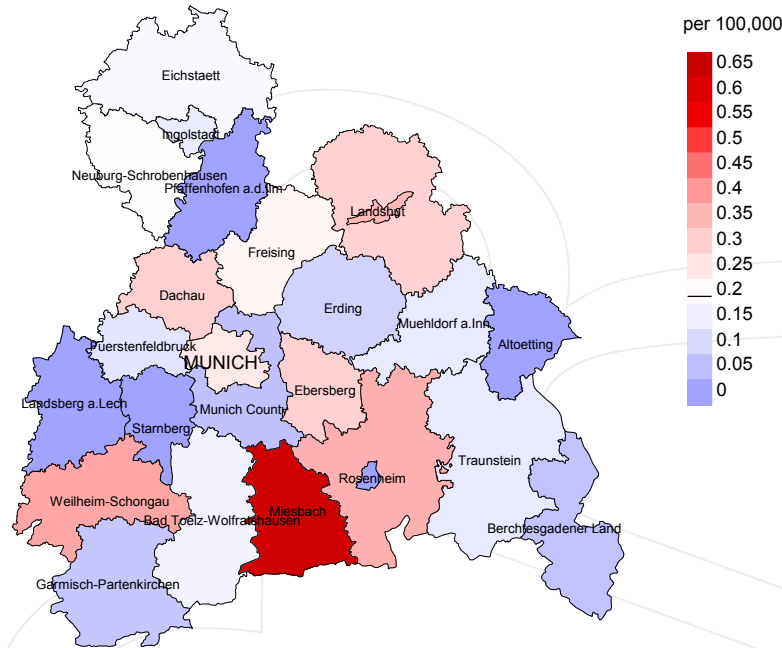 per 100,000
0.65
0.6
0.55
0.5
0.45
0.4
0.35
0.3
0.25
0.2
0.15
0.1
0.05
0
Eichstaett
Ingolstadt
Neuburg-Schrobenhausen
Pfaffenhofen a.d.Ilm
Landshut
Freising
Dachau
Erding
Muehldorf a.Inn
Altoetting
Fuerstenfeldbruck
MUNICH
Ebersberg
Landsberg a.Lech
Munich County
Starnberg
Traunstein
Rosenheim
Weilheim-Schongau
Miesbach
Bad Toelz-Wolfratshausen
Berchtesgadener Land
Garmisch-Partenkirchen